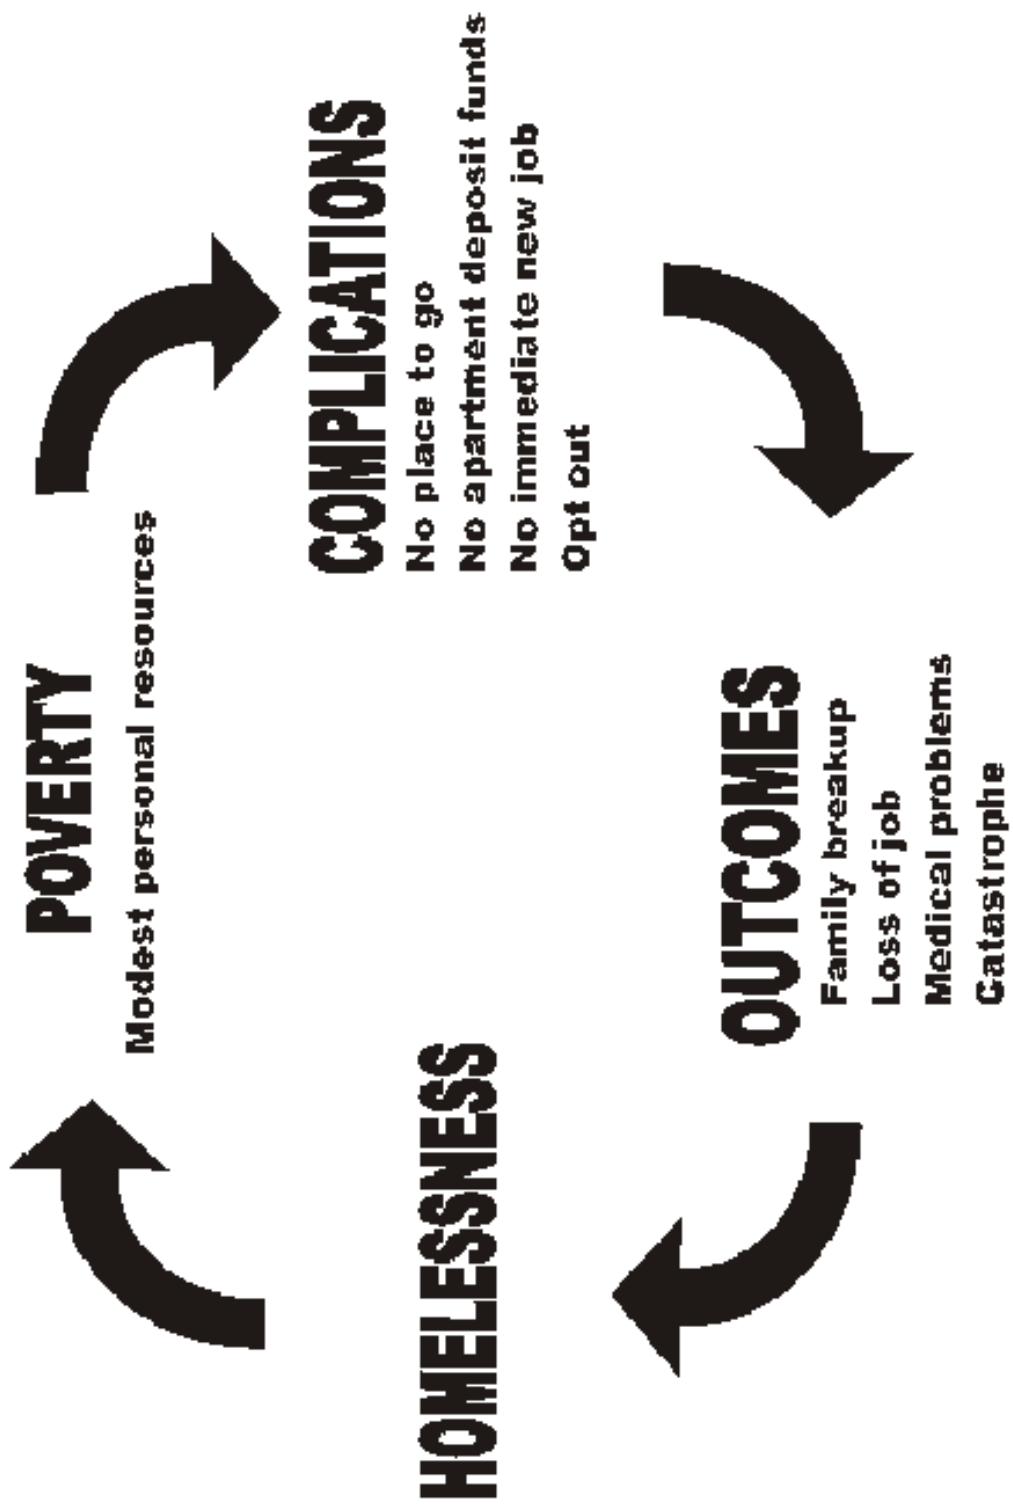 POVERTY
Modest personal resources
COMPLICATIONS
No place to go
No apartment deposit funds
No immediate new job
Opt out
OUTCOMES
Family breakup
Loss of job
Medical problems
Catastrophe
HOMELESSNESS